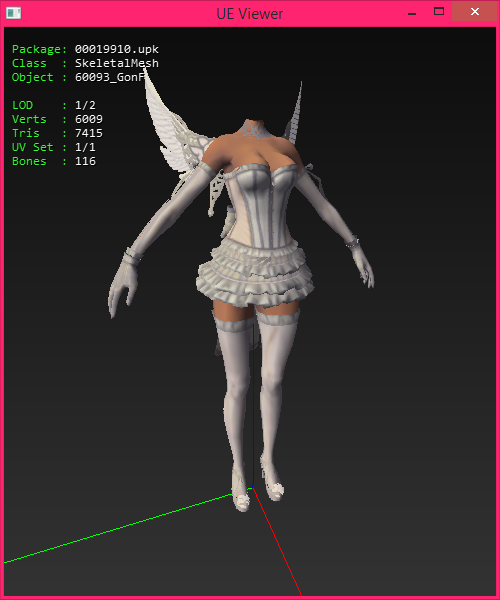 UE Viewer
Package: 00019910.upk
Class : SkeletalMesh
Object : 60093_GonF
LOD : 1/2
Verts : 6009
Tris : 7415
UV Set : 1/1
Bones : 116